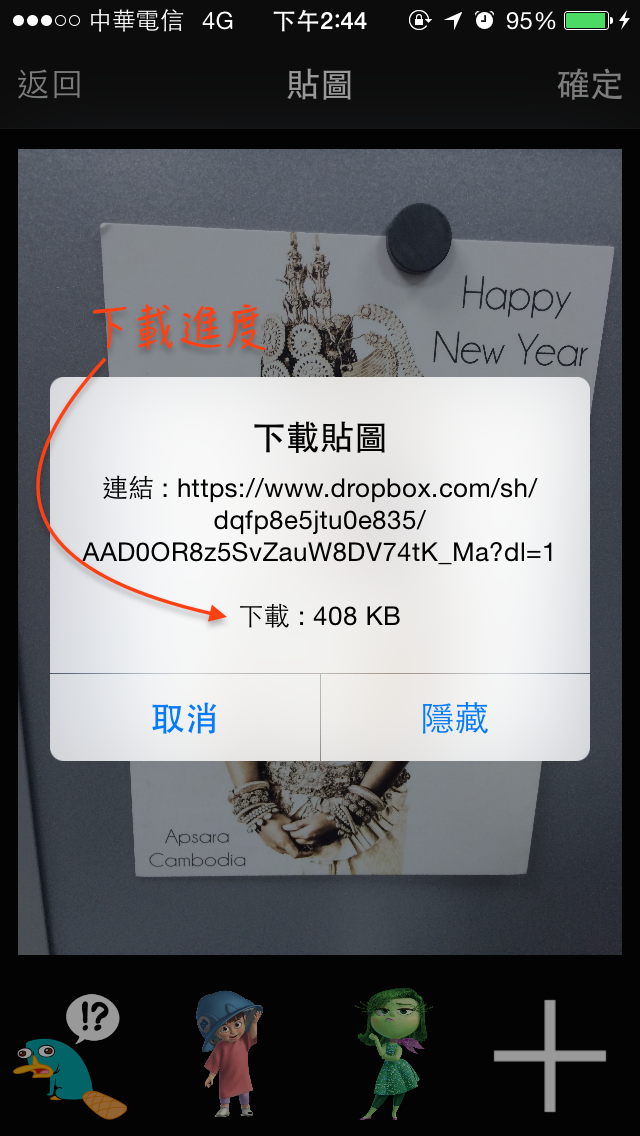 中華電信 4G 下午2:44 95%
返回 貼圖 確定
Happy
New Year
下載進度
下載貼圖
連結 : https://www.dropbox.com/sh/
dqfp8e5jtu0e835/
AAD0OR8z5SvZauW8DV74tK_Ma?dl=1
下載 : 408 KB
取消 隱藏
Apsara
Cambodia
!?